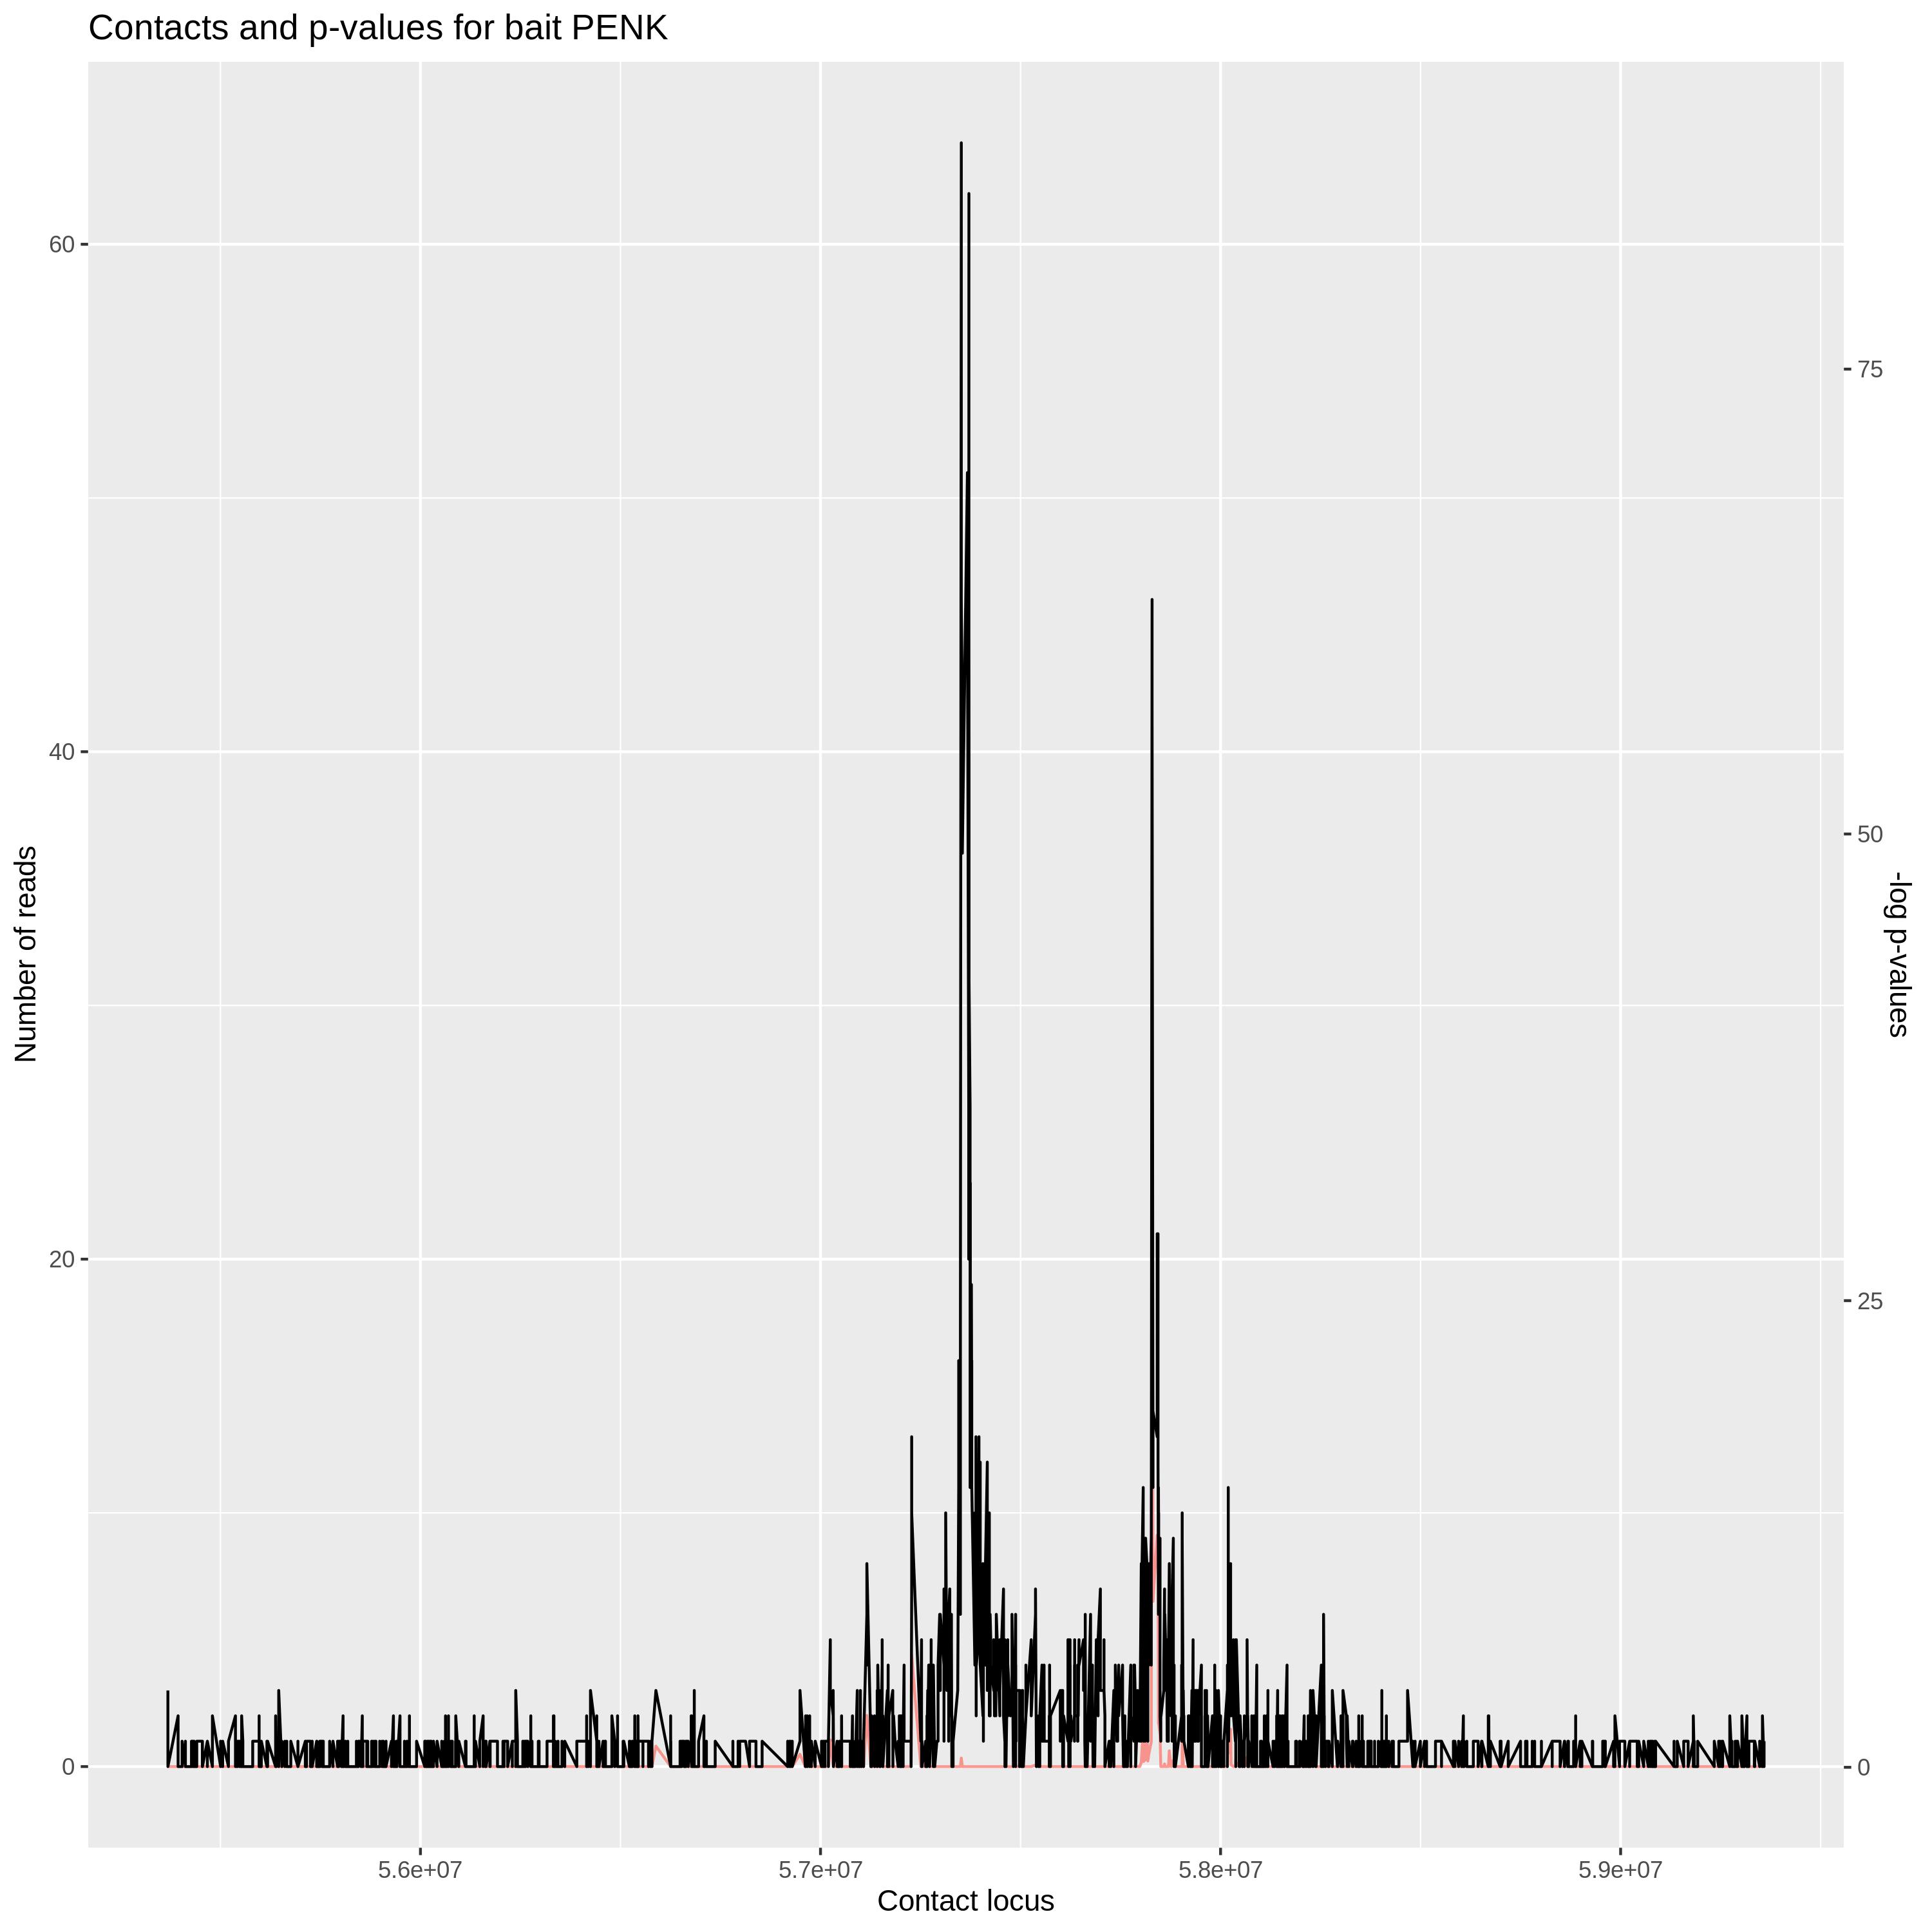 Contacts and p-values for bait PENK
60
40
20
0
75
50
25
0
Number of reads
-log p-values
5.6e+07
5.7e+07
5.8e+07
5.9e+07
Contact locus